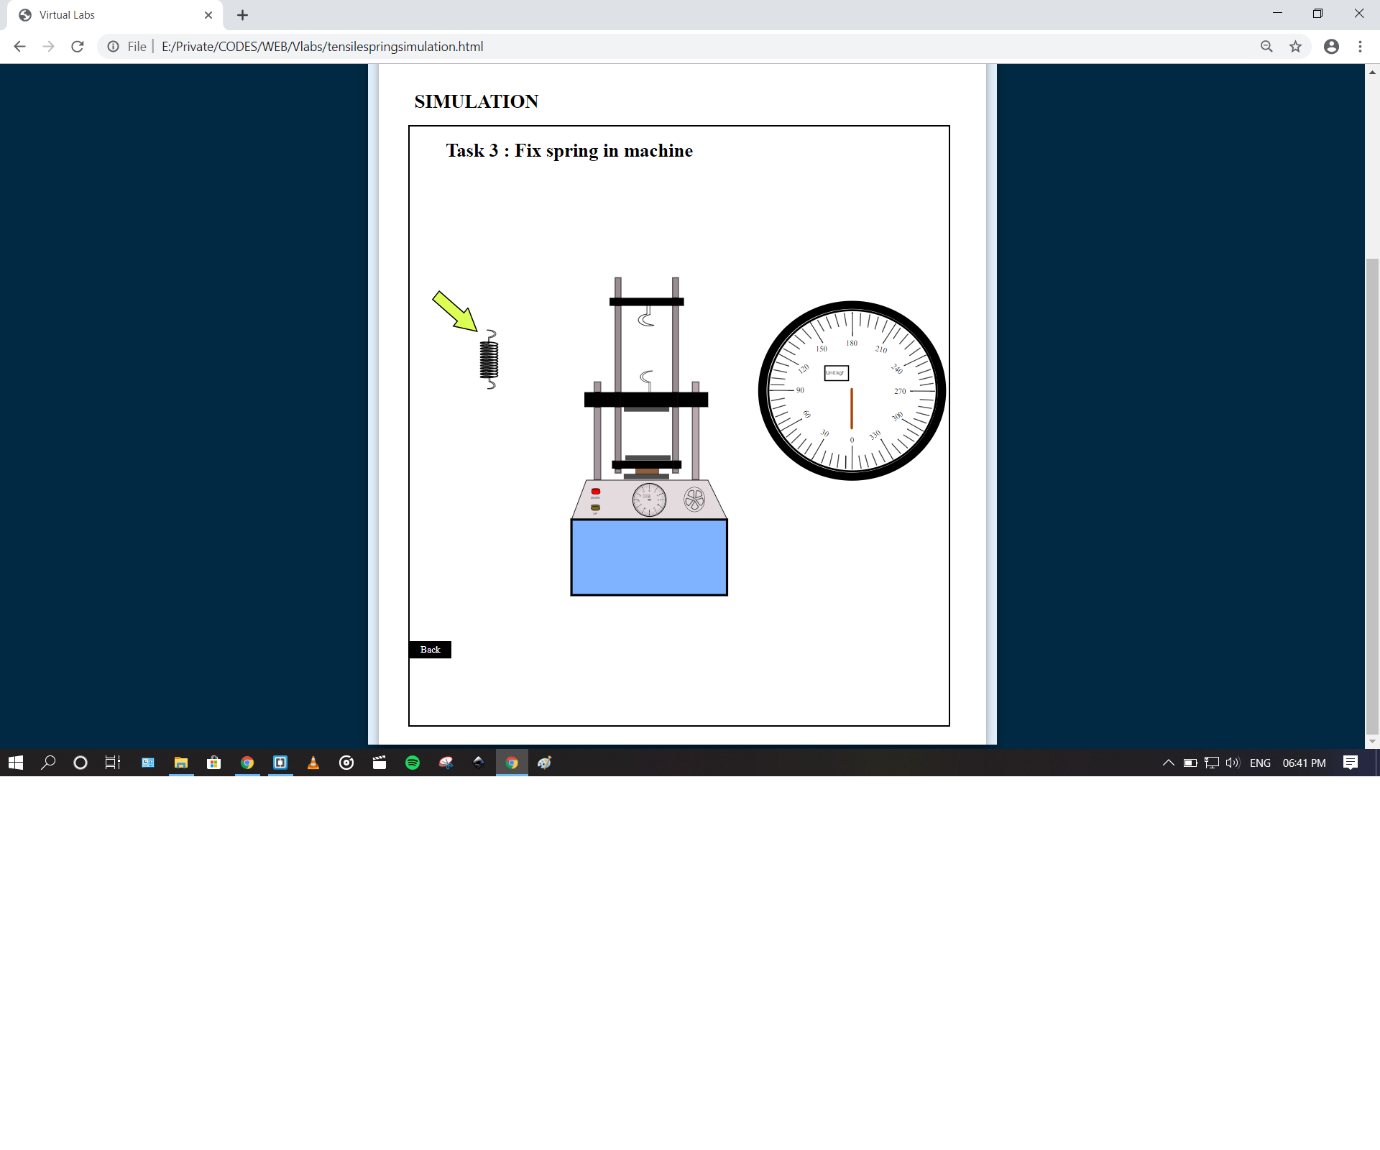 Virtual Labs
File
E:/Private/CODES/WEB/Vlabs/tensilespringsimulation.html
SIMULATION
Task 3 : Fix spring in machine
150
180
210
120
240
90
270
60
300
30
0
330
Back
ENG
06:41 PM